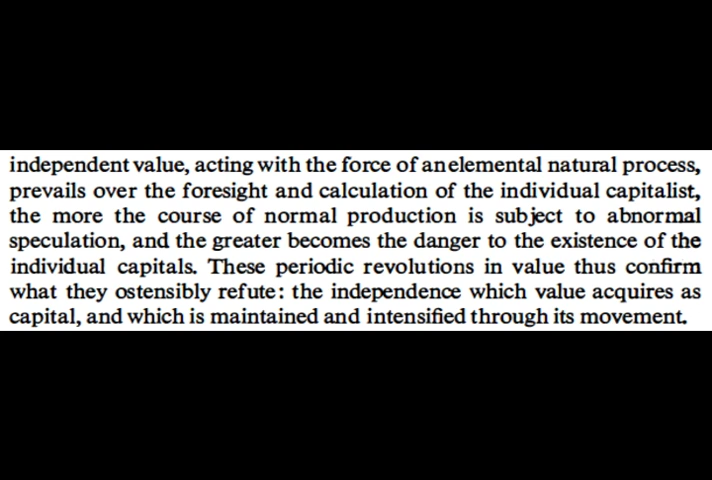 independent value, acting with the force of an elemental natural process,
prevails over the foresight and calculation of the individual capitalist,
the more the course of normal production is subject to abnormal
speculation, and the greater becomes the danger to the existence of the
individual capitals. These periodic revolutions in value thus confirm
what they ostensibly refute: the independence which value acquires as
capital, and which is maintained and intensified through its movement.